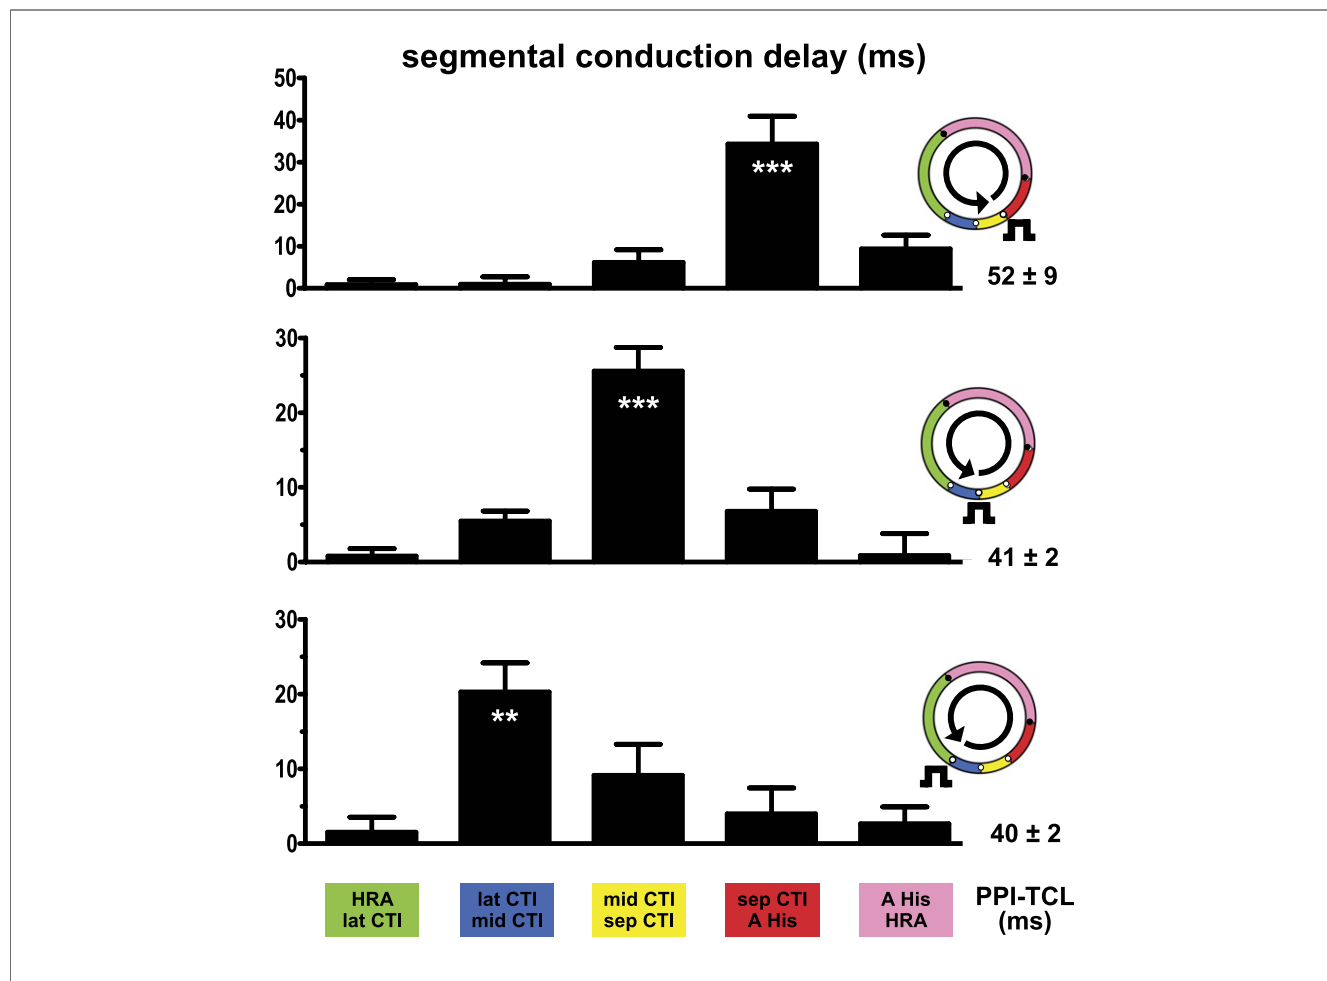 segmental conduction delay (ms)
50
40
30
20
10
0
***
52 ± 9
30
20
10
0
***
41 ± 2
30
20
10
0
**
40 ± 2
HRA
lat CTI
lat CTI
mid CTI
mid CTI
sep CTI
sep CTI
A His
A His
HRA
PPI-TCL
(ms)